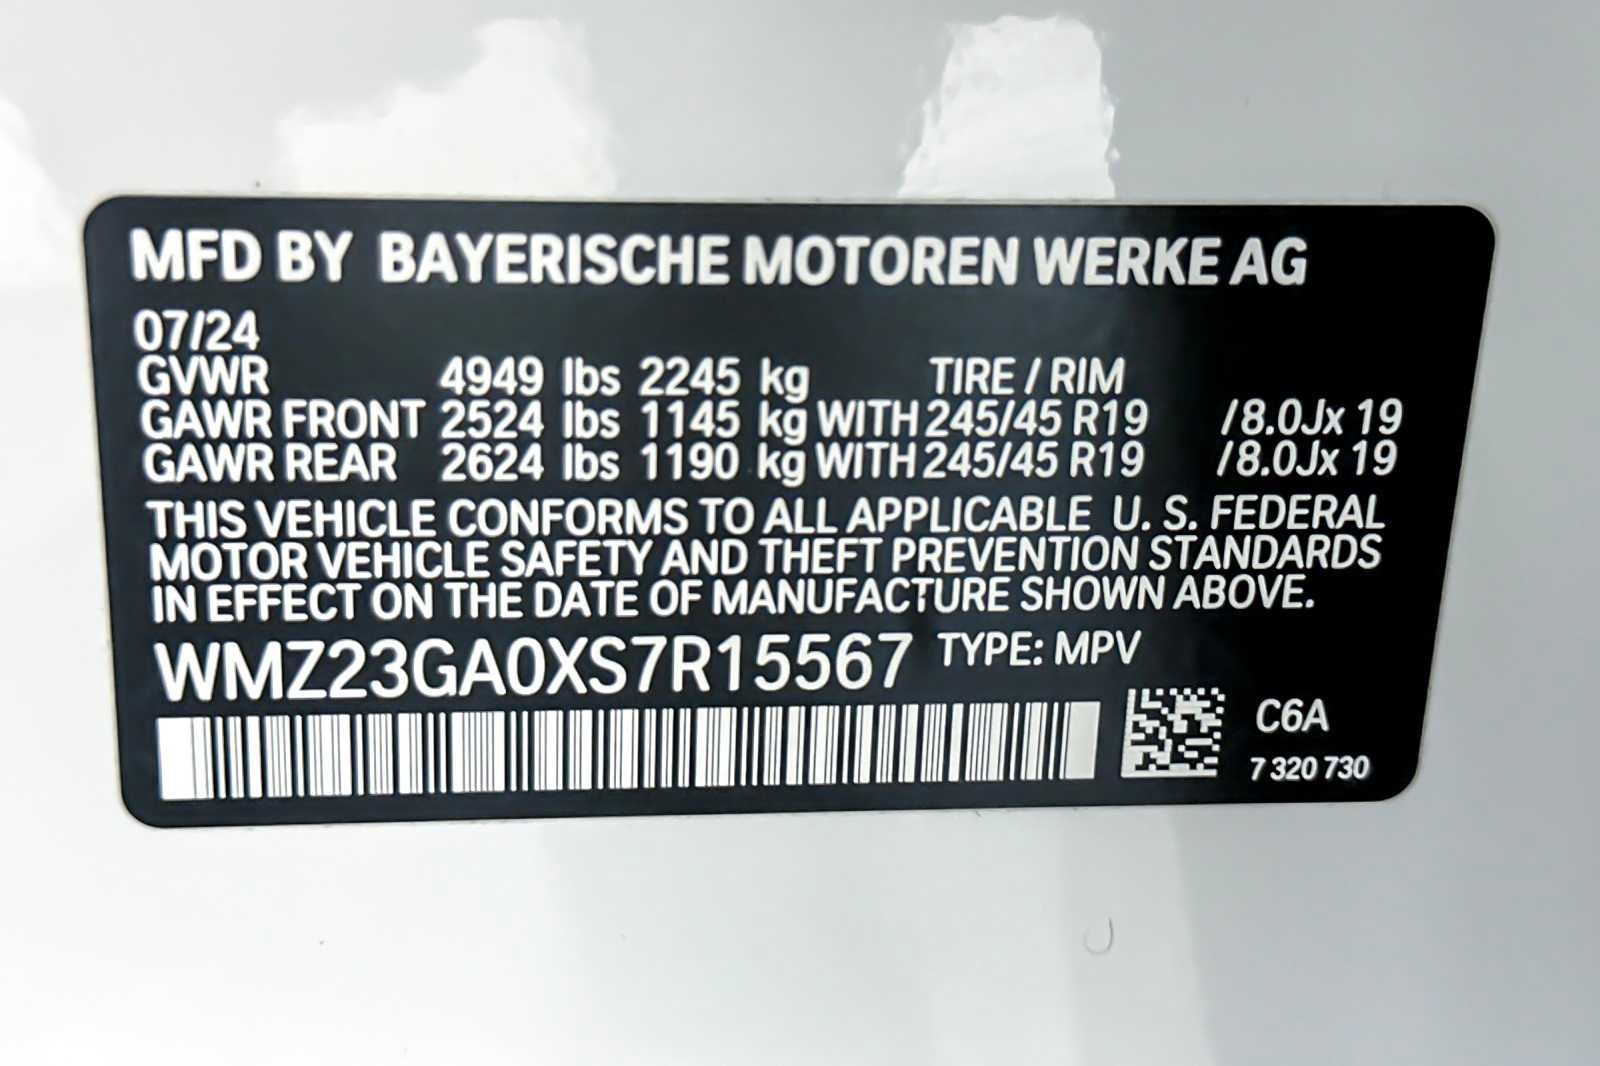 MFD BY BAYERISCHE MOTOREN WERKE AG
07/24
GVWR 4949 lbs 2245 kg TIRE / RIM
GAWR FRONT 2524 lbs 1145 kg WITH 245/45 R19 /8.0Jx 19
GAWR REAR 2624 lbs 1190 kg WITH 245/45 R19 /8.0Jx 19
THIS VEHICLE CONFORMS TO ALL APPLICABLE U. S. FEDERAL
MOTOR VEHICLE SAFETY AND THEFT PREVENTION STANDARDS
IN EFFECT ON THE DATE OF MANUFACTURE SHOWN ABOVE.
WMZ23GA0XS7R15567 TYPE: MPV
C6A
7 320 730